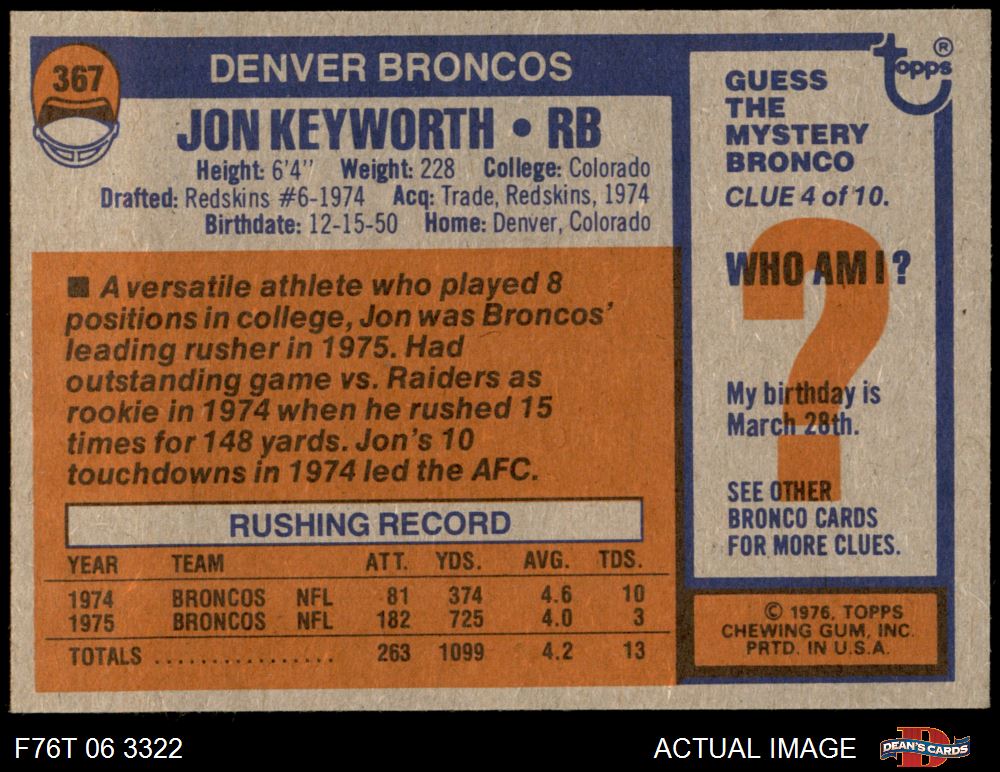 367
DENVER BRONCOS
JON KEYWORTH • RB
Height: 6'4" Weight: 228 College: Colorado
Drafted: Redskins #6-1974 Acq: Trade, Redskins, 1974
Birthdate: 12-15-50 Home: Denver, Colorado
■ A versatile athlete who played 8
positions in college, Jon was Broncos'
leading rusher in 1975. Had
outstanding game vs. Raiders as
rookie in 1974 when he rushed 15
times for 148 yards. Jon's 10
touchdowns in 1974 led the AFC.
RUSHING RECORD
YEAR TEAM ATT. YDS. AVG. TDS.
1974 BRONCOS NFL 81 374 4.6 10
1975 BRONCOS NFL 182 725 4.0 3
TOTALS ................ 263 1099 4.2 13
topps ®
GUESS
THE
MYSTERY
BRONCO
CLUE 4 of 10.
WHO AM I?
?
My birthday is
March 28th.
SEE OTHER
BRONCO CARDS
FOR MORE CLUES.
© 1976, TOPPS
CHEWING GUM, INC.
PRTD. IN U.S.A.
F76T 06 3322
ACTUAL IMAGE
D
DEAN'S CARDS